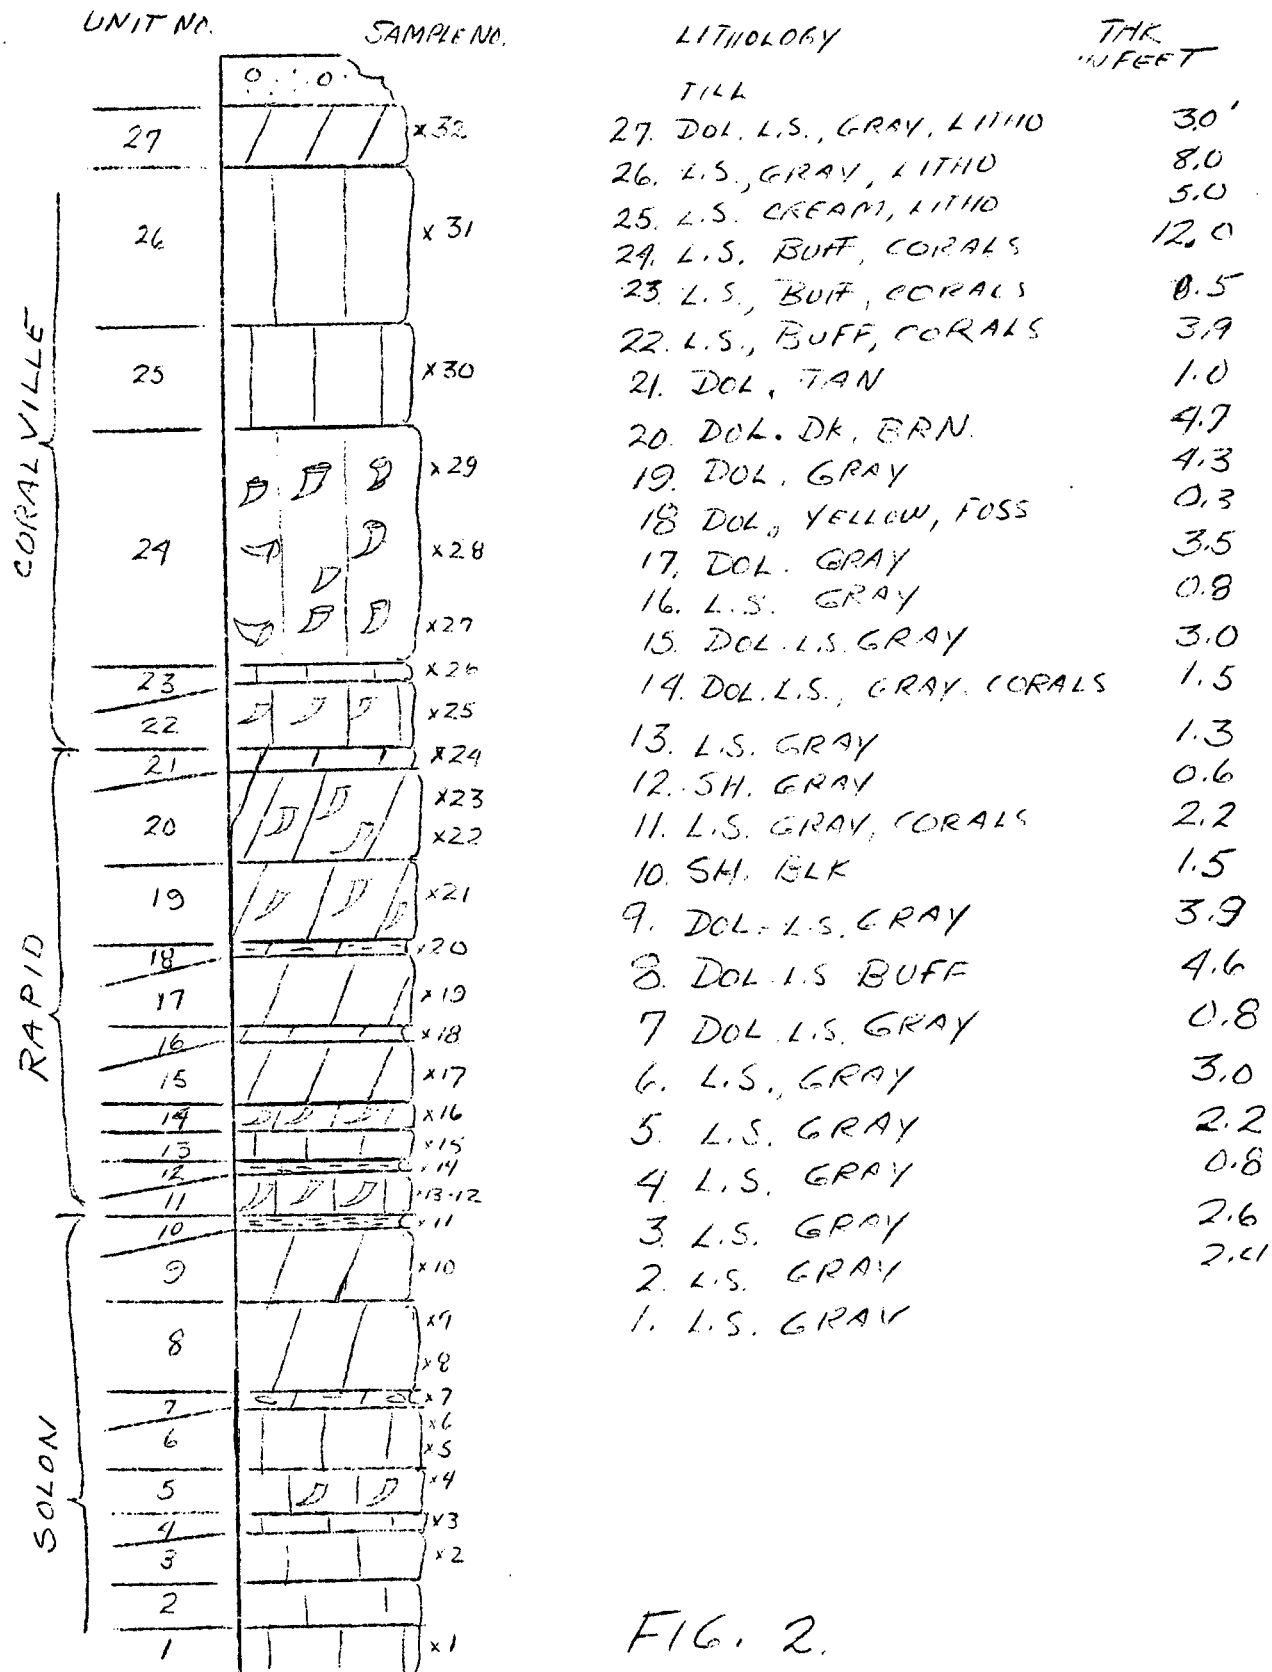 UNIT NO. SAMPLE NO. LITHOLOGY THK IN FEET
TILL
27 x32 27. DOL. L.S., GRAY, LITHO 3.0'
26 x31 26. L.S., GRAY, LITHO 8.0
25 x30 25. L.S. CREAM, LITHO 5.0
24 x29 x28 x27 24. L.S. BUFF, CORALS 12.0
23 x26 23. L.S., BUFF, CORALS 0.5
22 x25 22. L.S., BUFF, CORALS 3.9
21 x24 21. DOL, TAN 1.0
20 x23 x22 20. DOL. DK. BRN. 4.7
19 x21 19. DOL. GRAY 4.3
18 x20 18 DOL, YELLOW, FOSS 0.3
17 x19 17. DOL. GRAY 3.5
16 x18 16. L.S. GRAY 0.8
15 x17 15. DOL. L.S. GRAY 3.0
14 x16 14. DOL. L.S., GRAY. CORALS 1.5
13 x15 13. L.S. GRAY 1.3
12 x14 12. SH. GRAY 0.6
11 x13-12 11. L.S. GRAY, CORALS 2.2
10 x11 10. SH. BLK 1.5
9 x10 9. DOL. L.S. GRAY 3.9
8 x9 x8 8. DOL. L.S BUFF 4.6
7 x7 7 DOL. L.S. GRAY 0.8
6 x6 x5 6. L.S., GRAY 3.0
5 x4 5. L.S. GRAY 2.2
4 x3 4 L.S. GRAY 0.8
3 x2 3 L.S. GRAY 2.6
2 2. L.S. GRAY
1 x1 1. L.S. GRAY
CORALVILLE
RAPID
SOLON
FIG. 2.